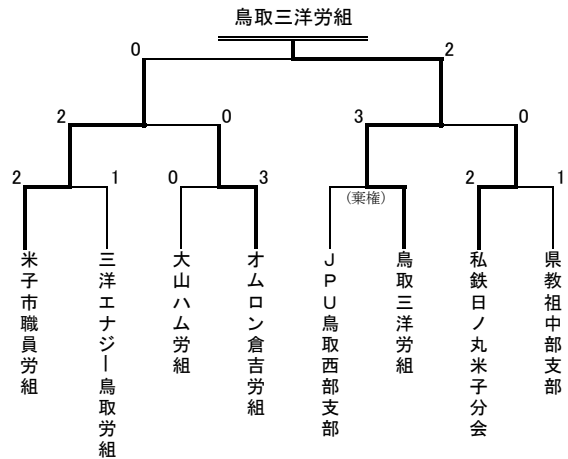 鳥取三洋労組
0
2
2
0
3
0
2
1
0
3
(棄権)
2
1
米子市職員労組
三洋エナジー鳥取労組
大山ハム労組
オムロン倉吉労組
JPU鳥取西部支部
鳥取三洋労組
私鉄日ノ丸米子分会
県教祖中部支部